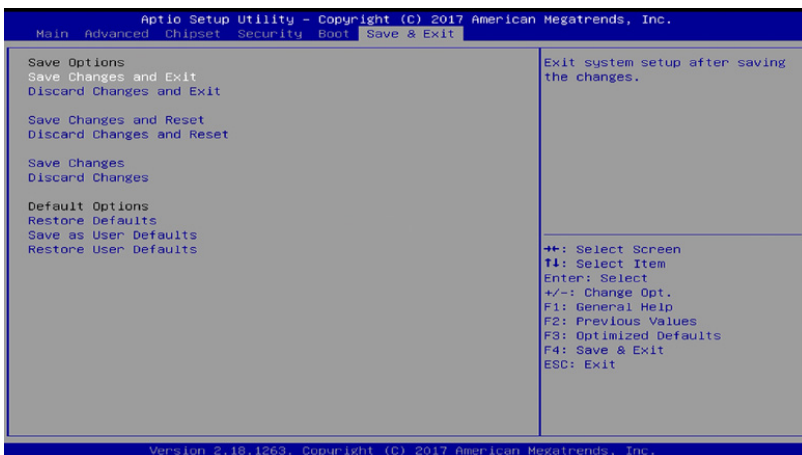 Aptio Setup Utility – Copyright (C) 2017 American Megatrends, Inc.
Main Advanced Chipset Security Boot Save & Exit
Save Options
Save Changes and Exit
Discard Changes and Exit
Save Changes and Reset
Discard Changes and Reset
Save Changes
Discard Changes
Default Options
Restore Defaults
Save as User Defaults
Restore User Defaults
Exit system setup after saving
the changes.
→←: Select Screen
↑↓: Select Item
Enter: Select
+/-: Change Opt.
F1: General Help
F2: Previous Values
F3: Optimized Defaults
F4: Save & Exit
ESC: Exit
Version 2.18.1263. Copyright (C) 2017 American Megatrends, Inc.